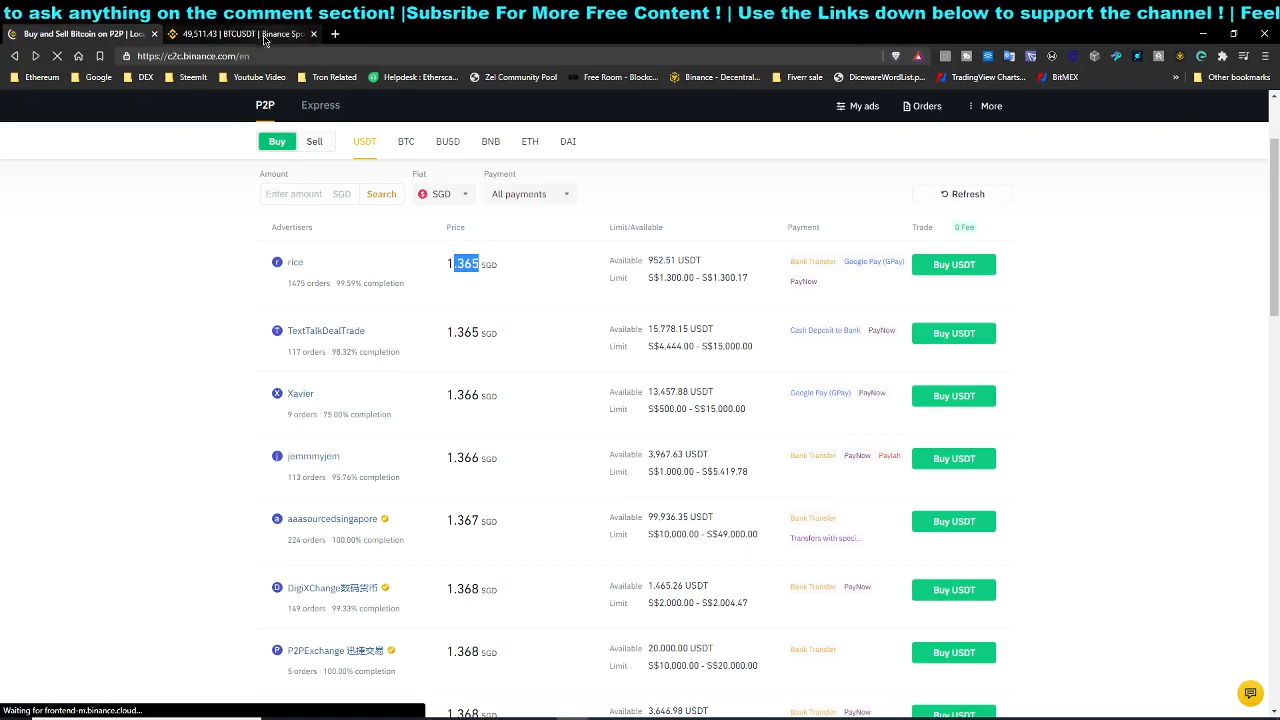 to ask anything on the comment section! |Subsribe For More Free Content ! | Use the Links down below to support the channel ! | Feel
Buy and Sell Bitcoin on P2P | Loc
49,511.43 | BTCUSDT | Binance Spo
https://c2c.binance.com/en
Ethereum Google DEX Steemit Youtube Video Tron Related Helpdesk : Ethersca... Zel Community Pool Free Room - Blockc... Binance - Decentral... Fiver sale DicewareWordList.p... TradingView Charts... BitMEX » Other bookmarks
P2P Express My ads Orders More
Buy Sell USDT BTC BUSD BNB ETH DAI
Amount Fiat Payment
Enter amount SGD Search SGD All payments Refresh
Advertisers Price Limit/Available Payment Trade 0 Fee
r rice 1.365 SGD Available 952.51 USDT Bank Transfer Google Pay (GPay) Buy USDT
1475 orders 99.59% completion Limit S$1,300.00 - S$1,300.17 PayNow
T TextTalkDealTrade 1.365 SGD Available 15,778.15 USDT Cash Deposit to Bank PayNow Buy USDT
117 orders 98.32% completion Limit S$4,444.00 - S$15,000.00
X Xavier 1.366 SGD Available 13,457.88 USDT Google Pay (GPay) PayNow Buy USDT
9 orders 75.00% completion Limit S$500.00 - S$15,000.00
j jemmmyjem 1.366 SGD Available 3,967.63 USDT Bank Transfer PayNow Paylah Buy USDT
113 orders 95.76% completion Limit S$1,000.00 - S$5,419.78
a aaasourcedsingapore 1.367 SGD Available 99,936.35 USDT Bank Transfer Buy USDT
224 orders 100.00% completion Limit S$10,000.00 - S$49,000.00 Transfers with speci...
D DigiXChange数码货币 1.368 SGD Available 1,465.26 USDT Bank Transfer PayNow Buy USDT
149 orders 99.33% completion Limit S$2,000.00 - S$2,004.47
P P2PExchange 迅捷交易 1.368 SGD Available 20,000.00 USDT Bank Transfer Buy USDT
5 orders 100.00% completion Limit S$10,000.00 - S$20,000.00
1.368 SGD Available 3,646.98 USDT Bank Transfer PayNow Buy USDT
Waiting for frontend-m.binance.cloud...